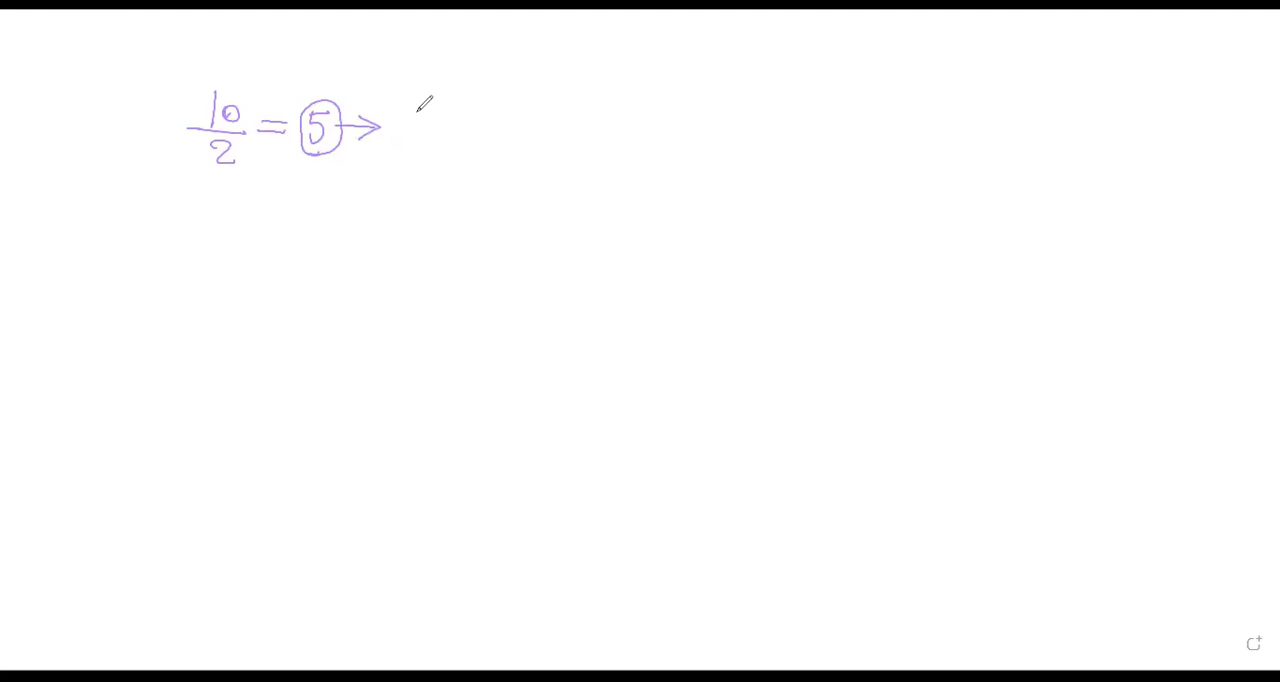 10/2 = 5 →